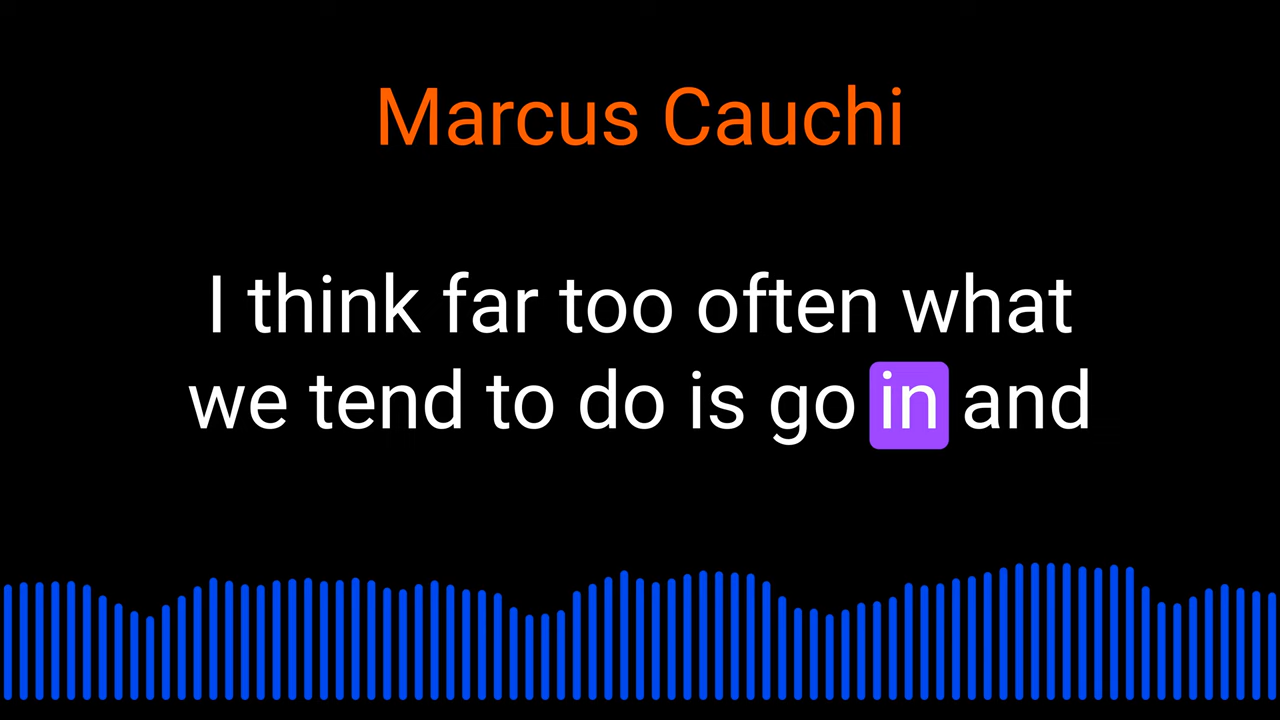 Marcus Cauchi
I think far too often what
we tend to do is go in and